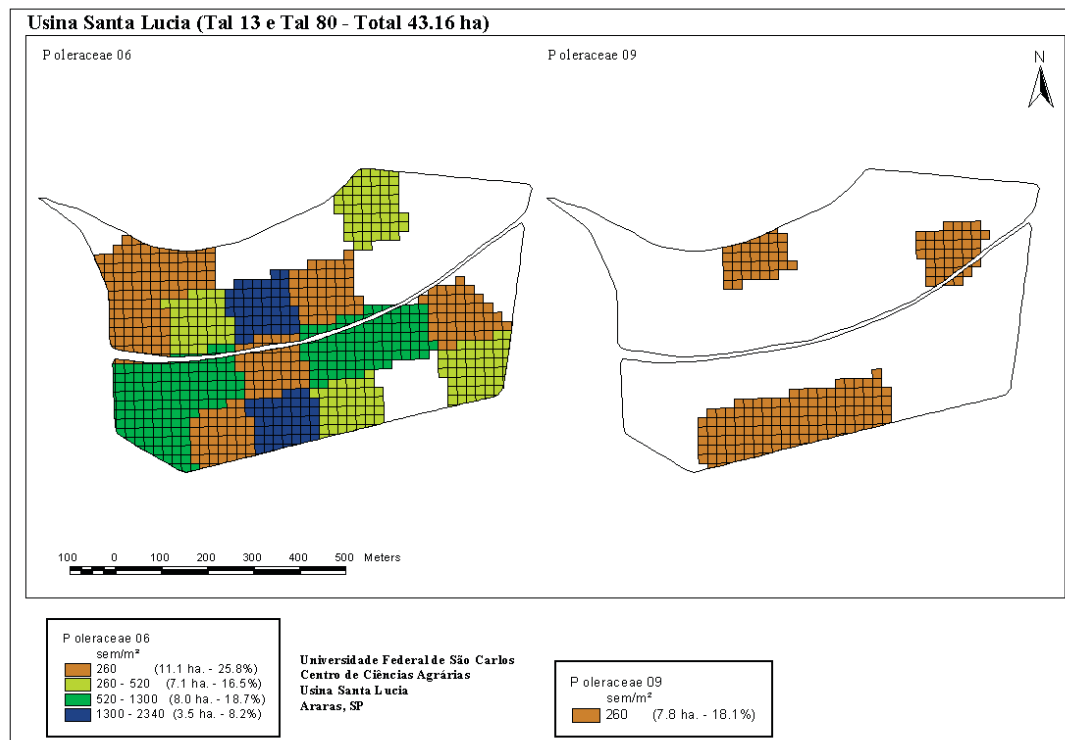 Usina Santa Lucia (Tal 13 e Tal 80 - Total 43.16 ha)
P oleraceae 06
P oleraceae 09
N
100 0 100 200 300 400 500 Meters
P oleraceae 06
sem/m²
260 (11.1 ha. - 25.8%)
260 - 520 (7.1 ha. - 16.5%)
520 - 1300 (8.0 ha. - 18.7%)
1300 - 2340 (3.5 ha. - 8.2%)
Universidade Federal de São Carlos
Centro de Ciências Agrárias
Usina Santa Lucia
Araras, SP
P oleraceae 09
sem/m²
260 (7.8 ha. - 18.1%)